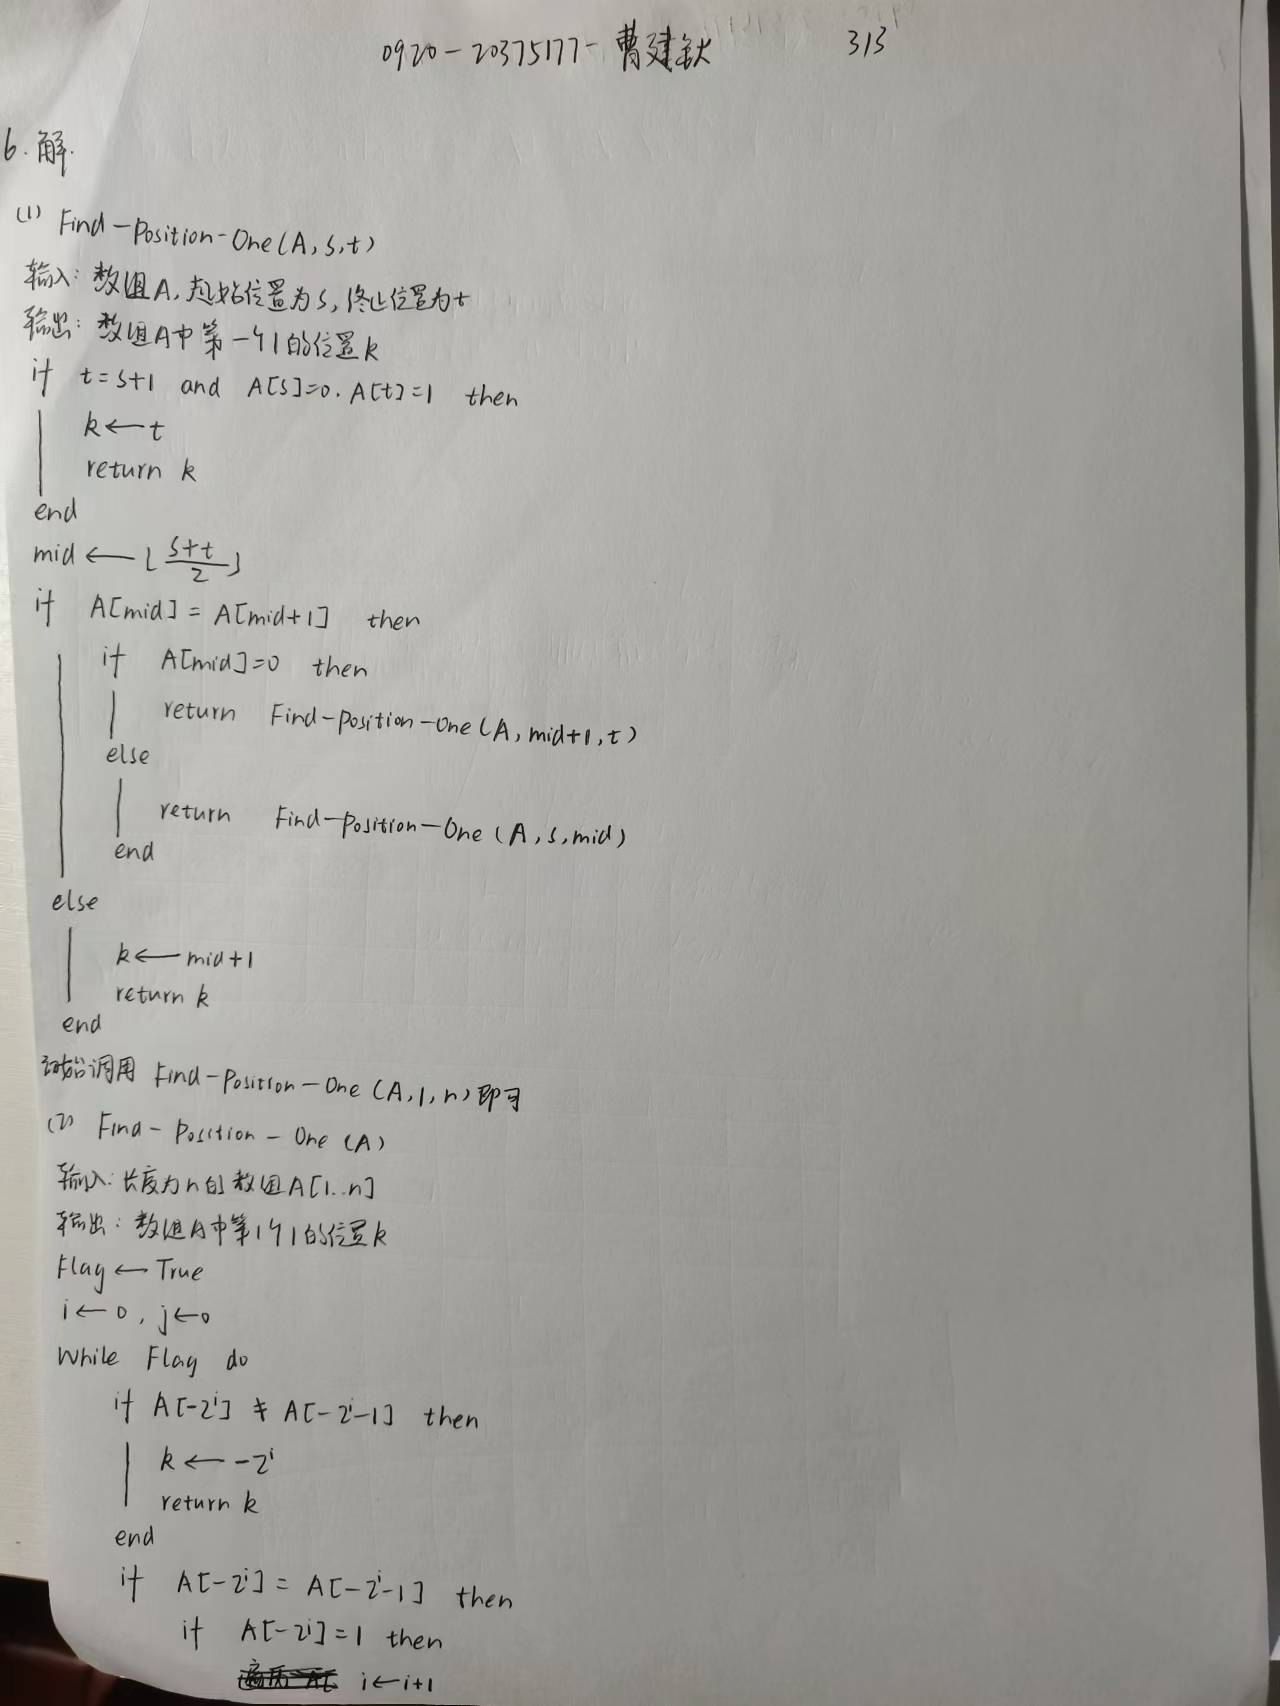 0920-20375177-曹建钬 313
6.解.
(1) Find-Position-One(A,s,t)
输入:数组A,起始位置为s,终止位置为t
输出:数组A中第一个1的位置k
if t=s+1 and A[s]=0.A[t]=1 then
k←t
return k
end
mid←⌊(s+t)/2⌋
if A[mid]=A[mid+1] then
if A[mid]=0 then
return Find-Position-One(A,mid+1,t)
else
return Find-Position-One(A,s,mid)
end
else
k←mid+1
return k
end
初始调用 Find-Position-One(A,1,n)即可
(2) Find-Position-One(A)
输入:长度为n的数组A[1..n]
输出:数组A中第1个1的位置k
Flag←True
i←0,j←0
While Flag do
if A[-2ⁱ]≠A[-2ⁱ-1] then
k←-2ⁱ
return k
end
if A[-2ⁱ]=A[-2ⁱ-1] then
if A[-2ⁱ]=1 then
i←i+1